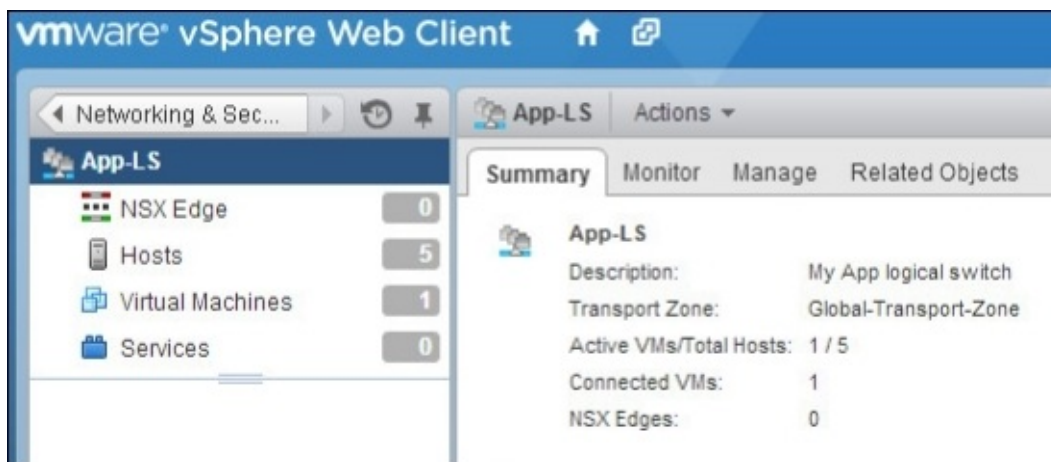 vmware® vSphere Web Client
Networking & Sec...
App-LS
NSX Edge 0
Hosts 5
Virtual Machines 1
Services 0
App-LS Actions
Summary Monitor Manage Related Objects
App-LS
Description: My App logical switch
Transport Zone: Global-Transport-Zone
Active VMs/Total Hosts: 1 / 5
Connected VMs: 1
NSX Edges: 0